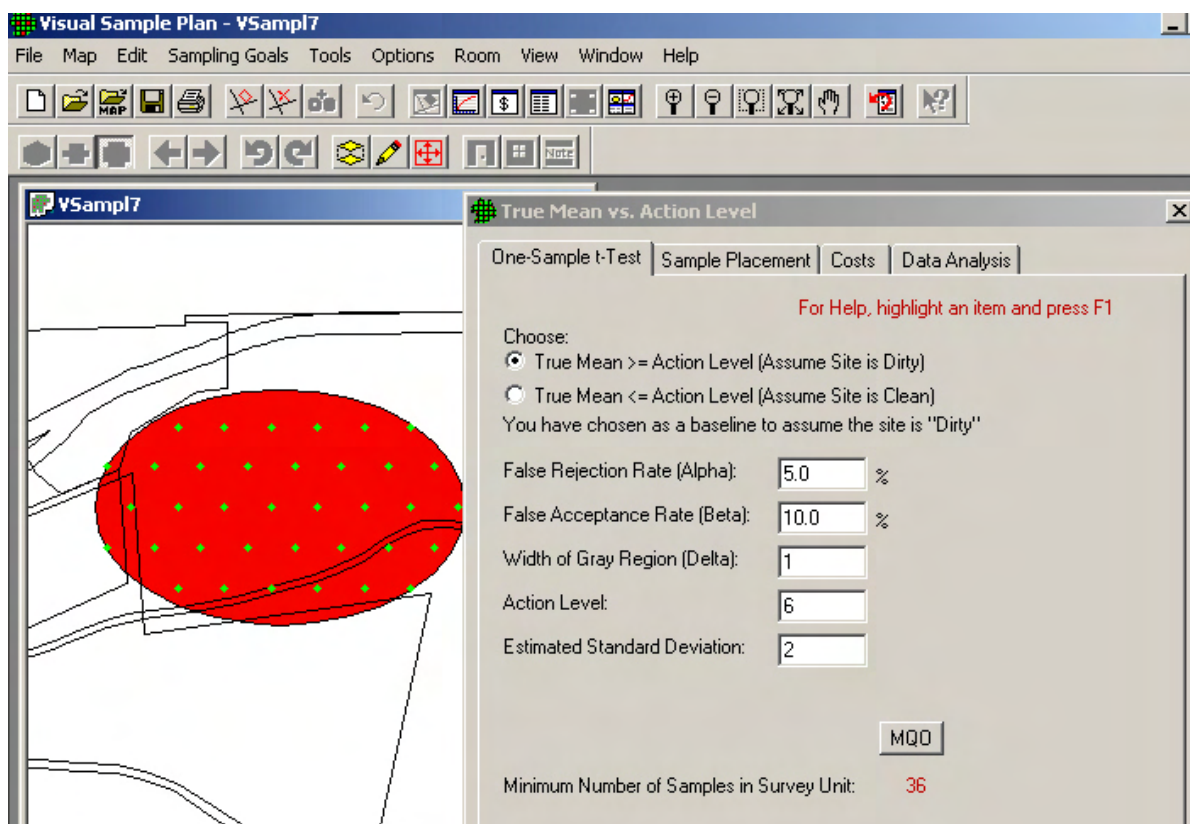 Visual Sample Plan - VSampl7
File Map Edit Sampling Goals Tools Options Room View Window Help
MAP
$
Note
VSampl7
True Mean vs. Action Level
One-Sample t-Test Sample Placement Costs Data Analysis
For Help, highlight an item and press F1
Choose:
True Mean >= Action Level (Assume Site is Dirty)
True Mean <= Action Level (Assume Site is Clean)
You have chosen as a baseline to assume the site is "Dirty"
False Rejection Rate (Alpha): 5.0 %
False Acceptance Rate (Beta): 10.0 %
Width of Gray Region (Delta): 1
Action Level: 6
Estimated Standard Deviation: 2
MQO
Minimum Number of Samples in Survey Unit: 36